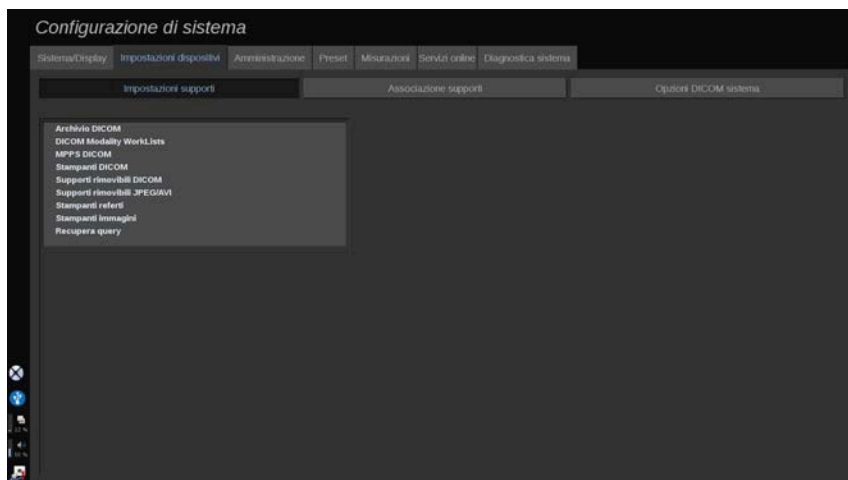 Configurazione di sistema
Sistema/Display Impostazioni dispositivi Amministrazione Preset Misurazioni Servizi online Diagnostica sistema
Impostazioni supporti Associazione supporti Opzioni DICOM sistema
Archivio DICOM
DICOM Modality WorkLists
MPPS DICOM
Stampanti DICOM
Supporti rimovibili DICOM
Supporti rimovibili JPEG/AVI
Stampanti referti
Stampanti immagini
Recupera query